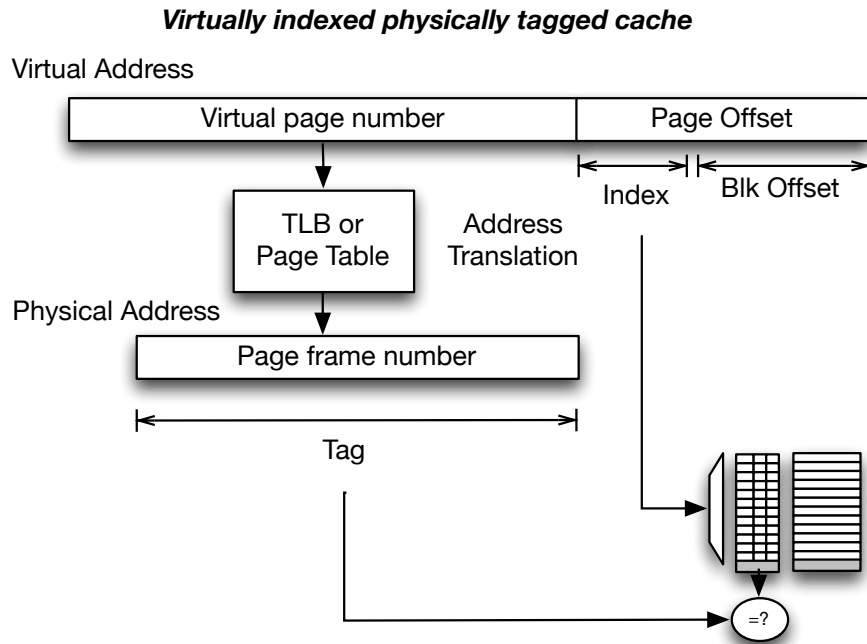 Virtually indexed physically tagged cache
Virtual Address
Virtual page number
Page Offset
Index
Blk Offset
TLB or
Page Table
Address
Translation
Physical Address
Page frame number
Tag
=?